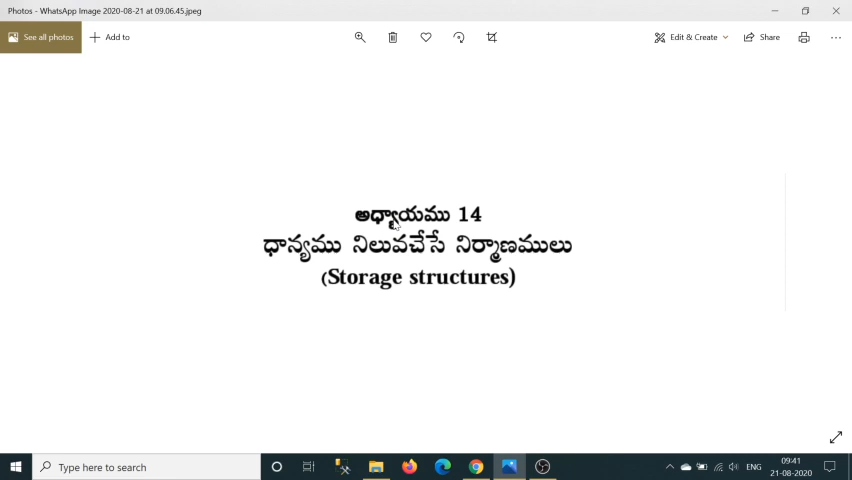 Photos - WhatsApp Image 2020-08-21 at 09.06.45.jpeg
See all photos
Add to
Edit & Create
Share
అధ్యాయము 14
ధాన్యము నిలువచేసే నిర్మాణములు
(Storage structures)
Type here to search
ENG
09:41
21-08-2020